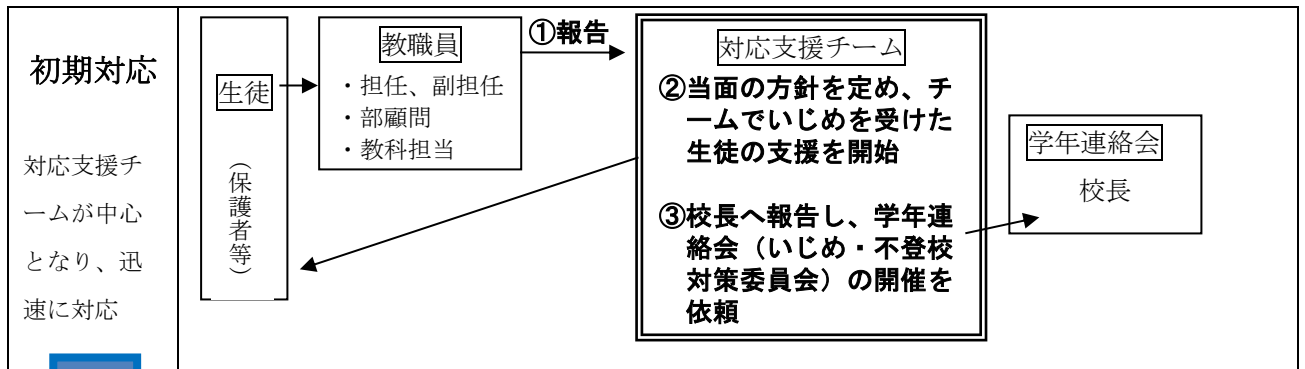 初期対応
対応支援チ
ームが中心
となり、迅
速に対応
生徒
（保護者等）
教職員
・担任、副担任
・部顧問
・教科担当
①報告
対応支援チーム
②当面の方針を定め、チ
ームでいじめを受けた
生徒の支援を開始
③校長へ報告し、学年連
絡会（いじめ・不登校
対策委員会）の開催を
依頼
学年連絡会
校長